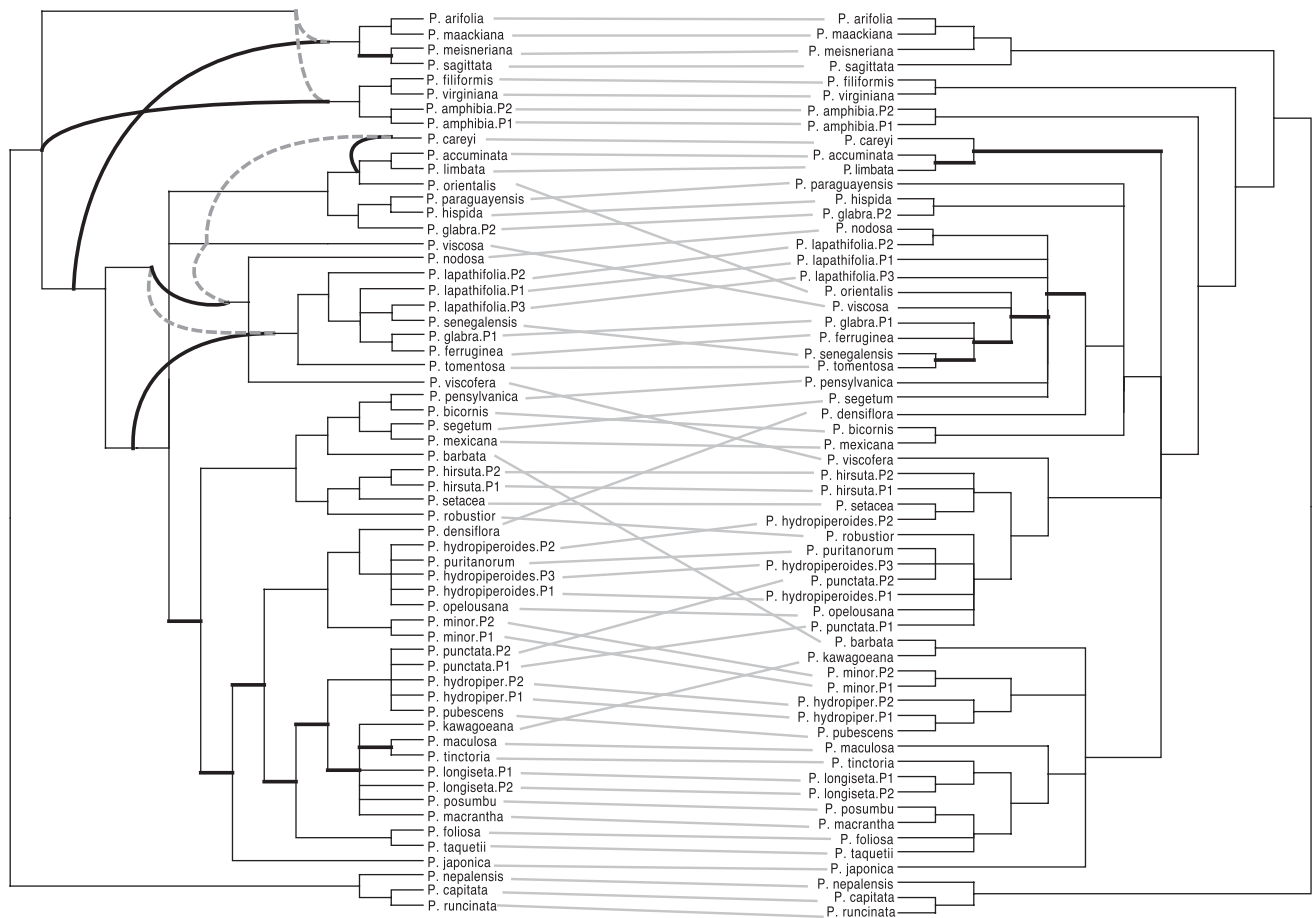 P. arifolia
P. maackiana
P. meisneriana
P. sagittata
P. filiformis
P. virginiana
P. amphibia.P2
P. amphibia.P1
P. careyi
P. accuminata
P. limbata
P. orientalis
P. paraguayensis
P. hispida
P. glabra.P2
P. viscosa
P. nodosa
P. lapathifolia.P2
P. lapathifolia.P1
P. lapathifolia.P3
P. senegalensis
P. glabra.P1
P. ferruginea
P. tomentosa
P. viscofera
P. pensylvanica
P. bicornis
P. segetum
P. mexicana
P. barbata
P. hirsuta.P2
P. hirsuta.P1
P. setacea
P. robustior
P. densiflora
P. hydropiperoides.P2
P. puritanorum
P. hydropiperoides.P3
P. hydropiperoides.P1
P. opelousana
P. minor.P2
P. minor.P1
P. punctata.P2
P. punctata.P1
P. hydropiper.P2
P. hydropiper.P1
P. pubescens
P. kawagoeana
P. maculosa
P. tinctoria
P. longiseta.P1
P. longiseta.P2
P. posumbu
P. macrantha
P. foliosa
P. taquetii
P. japonica
P. nepalensis
P. capitata
P. runcinata
P. arifolia
P. maackiana
P. meisneriana
P. sagittata
P. filiformis
P. virginiana
P. amphibia.P2
P. amphibia.P1
P. careyi
P. accuminata
P. limbata
P. paraguayensis
P. hispida
P. glabra.P2
P. nodosa
P. lapathifolia.P2
P. lapathifolia.P1
P. lapathifolia.P3
P. orientalis
P. viscosa
P. glabra.P1
P. ferruginea
P. senegalensis
P. tomentosa
P. pensylvanica
P. segetum
P. densiflora
P. bicornis
P. mexicana
P. viscofera
P. hirsuta.P2
P. hirsuta.P1
P. setacea
P. hydropiperoides.P2
P. robustior
P. puritanorum
P. hydropiperoides.P3
P. punctata.P2
P. hydropiperoides.P1
P. opelousana
P. punctata.P1
P. barbata
P. kawagoeana
P. minor.P2
P. minor.P1
P. hydropiper.P2
P. hydropiper.P1
P. pubescens
P. maculosa
P. tinctoria
P. longiseta.P1
P. longiseta.P2
P. posumbu
P. macrantha
P. foliosa
P. taquetii
P. japonica
P. nepalensis
P. capitata
P. runcinata